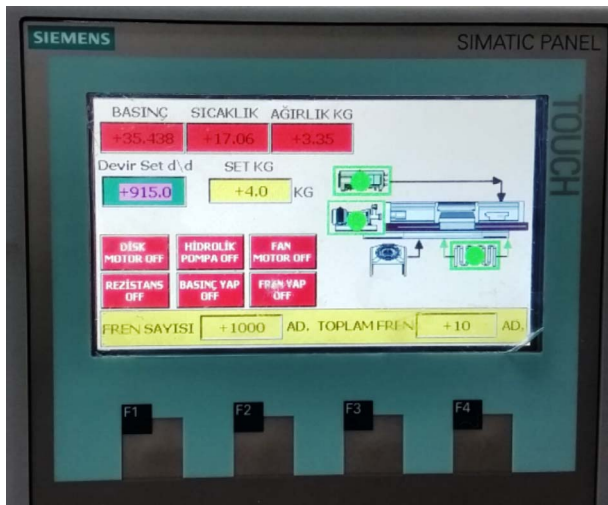 SIEMENS
SIMATIC PANEL
TOUCH
BASINÇ SICAKLIK AĞIRLIK KG
+35.438 +17.06 +3.35
Devir Set d\d SET KG
+915.0 +4.0 KG
DİSK MOTOR OFF
HİDROLİK POMPA OFF
FAN MOTOR OFF
REZİSTANS OFF
BASINÇ YAP OFF
FREN YAP OFF
FREN SAYISI +1000 AD. TOPLAM FREN +10 AD.
F1 F2 F3 F4